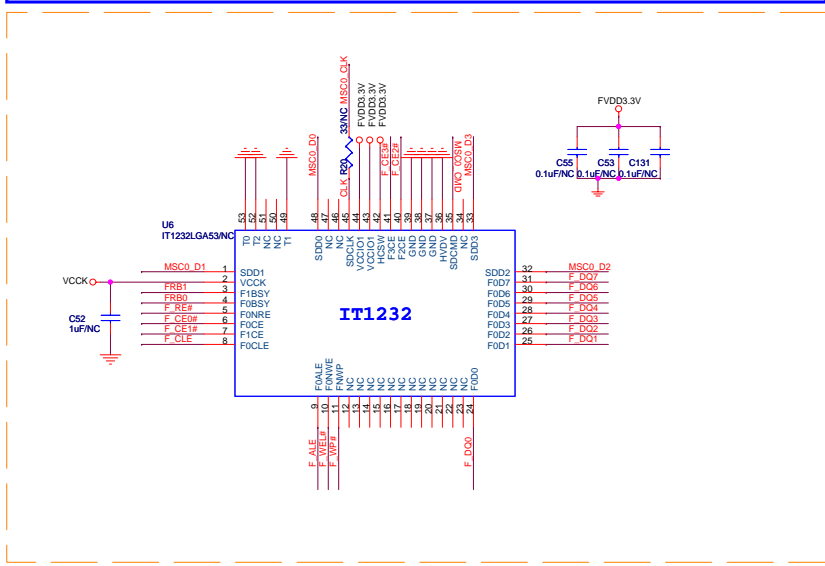 MSC0_CLK
33/NC
R20
CLK
FVDD3.3V
FVDD3.3V
FVDD3.3V
MSC0_D0
F_CE3#
F_CE2#
MSC0_CMD
MSC0_D3
FVDD3.3V
C55
0.1uF/NC
C53
0.1uF/NC
C131
0.1uF/NC
53
52
51
50
49
48
47
46
45
44
43
42
41
40
39
38
37
36
35
34
33
T0
T2
NC
NC
T1
SDD0
NC
NC
SDCLK
VCCIO1
VCCIO1
HCSW
F3CE
F2CE
GND
GND
GND
HVDV
SDCMD
NC
SDD3
U6
IT1232LGA53/NC
IT1232
MSC0_D1 1 SDD1
VCCK 2 VCCK
FRB1 3 F1BSY
FRB0 4 F0BSY
F_RE# 5 F0NRE
F_CE0# 6 F0CE
F_CE1# 7 F1CE
F_CLE 8 F0CLE
C52
1uF/NC
SDD2 32 MSC0_D2
F0D7 31 F_DQ7
F0D6 30 F_DQ6
F0D5 29 F_DQ5
F0D4 28 F_DQ4
F0D3 27 F_DQ3
F0D2 26 F_DQ2
F0D1 25 F_DQ1
F0ALE
F0NWE
FNWP
NC
NC
NC
NC
NC
NC
NC
NC
NC
NC
NC
NC
F0D0
9
10
11
12
13
14
15
16
17
18
19
20
21
22
23
24
F_ALE
F_WEL#
F_WP#
F_DQ0